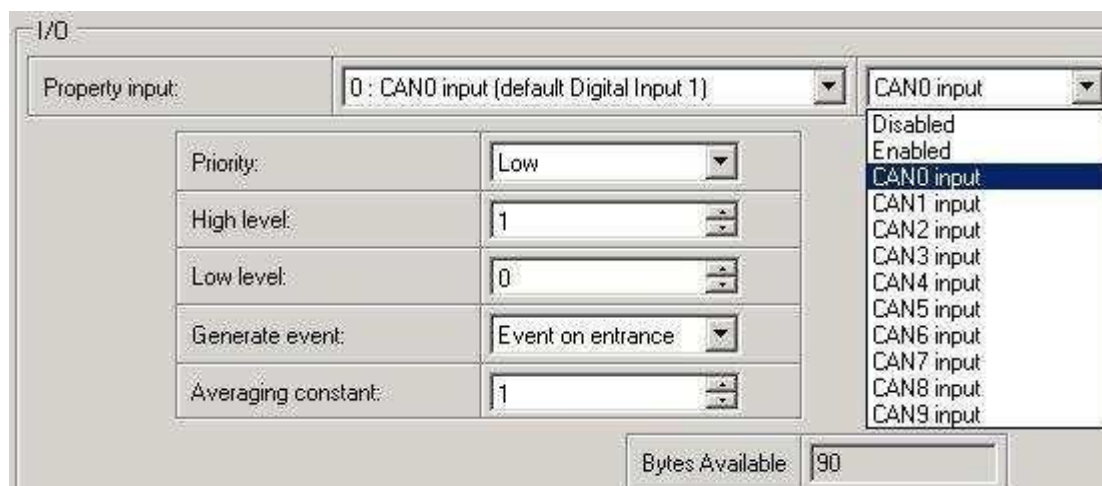 I/O
Property input:
0 : CAN0 input (default Digital Input 1)
CAN0 input
Disabled
Enabled
CAN0 input
CAN1 input
CAN2 input
CAN3 input
CAN4 input
CAN5 input
CAN6 input
CAN7 input
CAN8 input
CAN9 input
Priority:
Low
High level:
1
Low level:
0
Generate event:
Event on entrance
Averaging constant:
1
Bytes Available
90